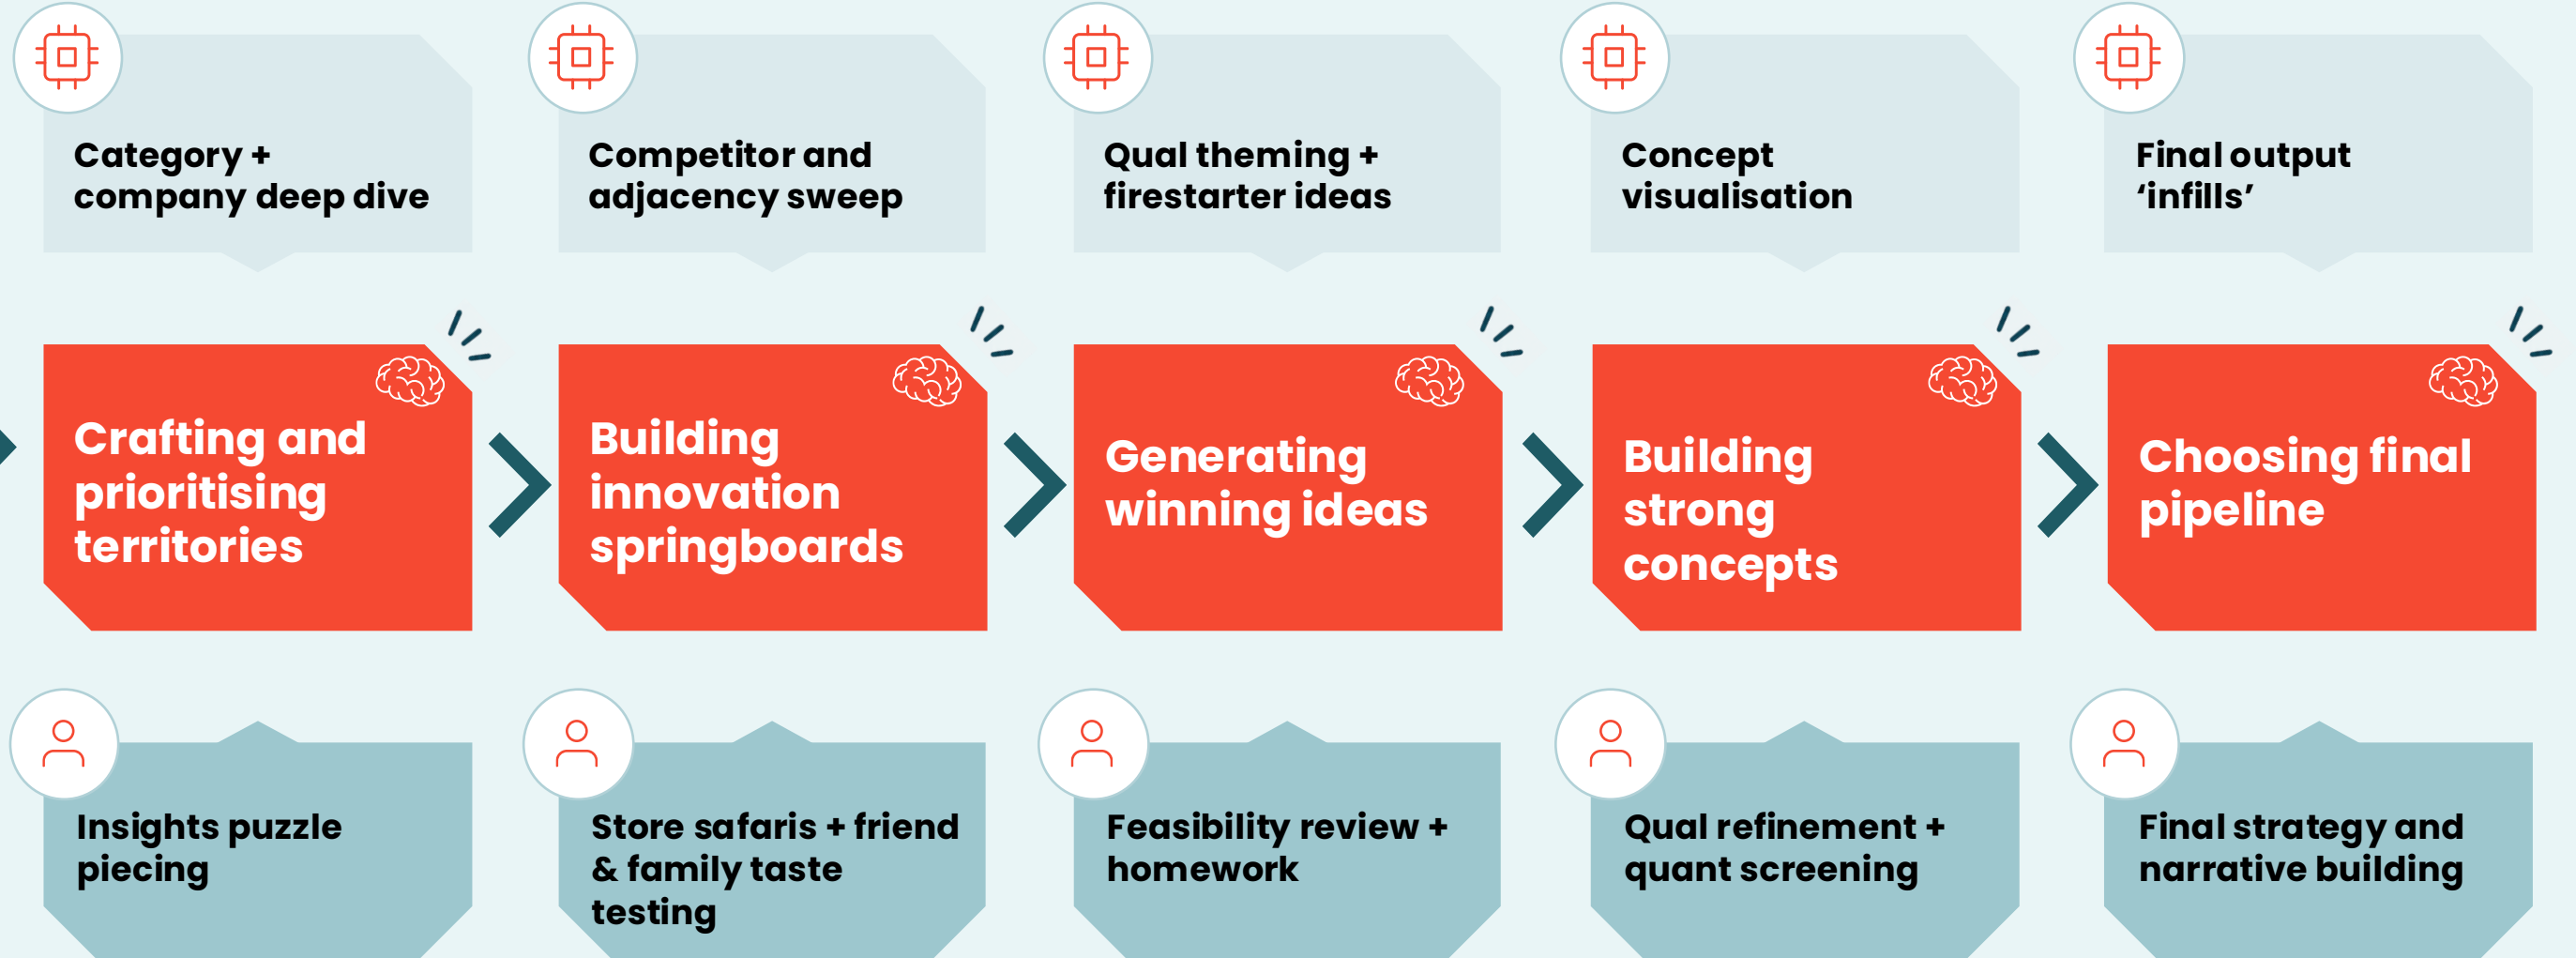 Category +
company deep dive
Competitor and
adjacency sweep
Qual theming +
firestarter ideas
Concept
visualisation
Final output
‘infills’
Crafting and
prioritising
territories
Building
innovation
springboards
Generating
winning ideas
Building
strong
concepts
Choosing final
pipeline
Insights puzzle
piecing
Store safaris + friend
& family taste
testing
Feasibility review +
homework
Qual refinement +
quant screening
Final strategy and
narrative building